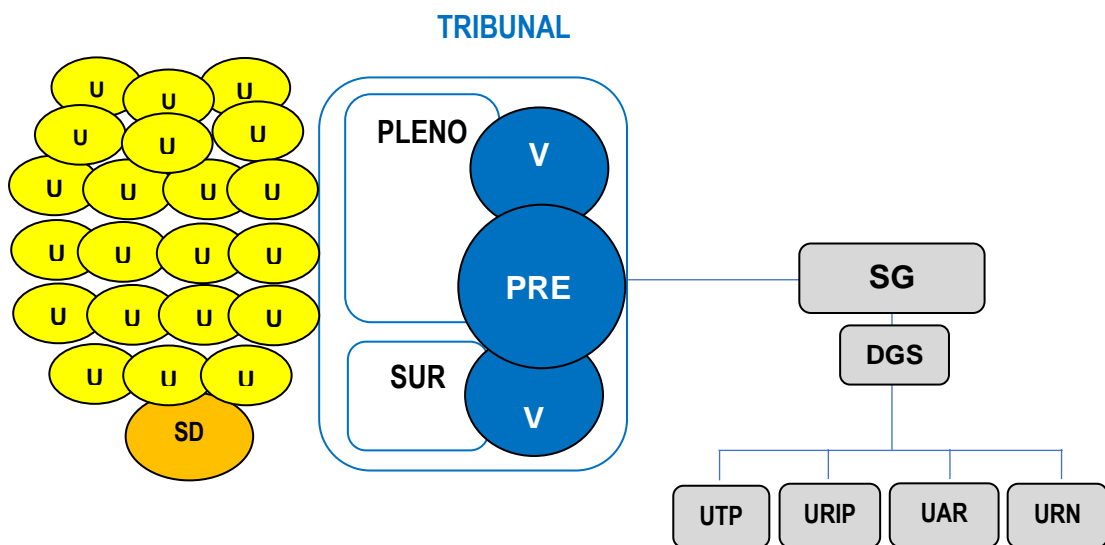 TRIBUNAL
U U U
U U U
U U U U
U U U U
U U U U
U U U
SD
PLENO
V
PRE
SUR
V
SG
DGS
UTP
URIP
UAR
URN